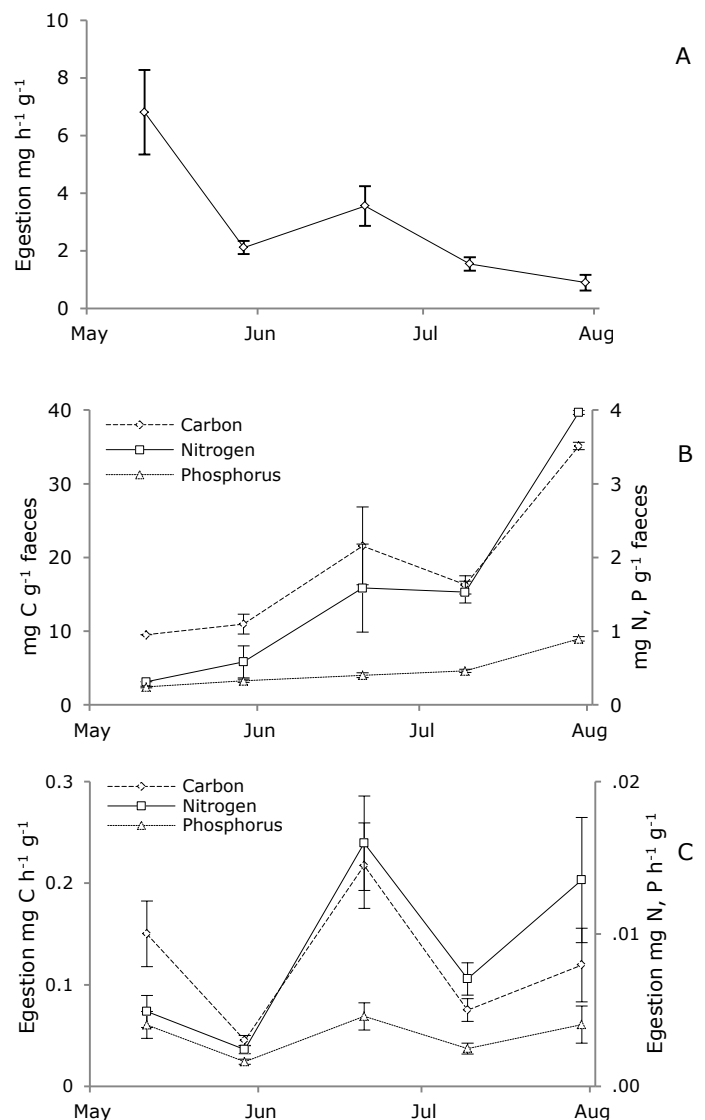 A
Egestion mg h⁻¹ g⁻¹
10
8
6
4
2
0
May Jun Jul Aug
B
mg C g⁻¹ faeces
40
30
20
10
0
Carbon
Nitrogen
Phosphorus
4
3
2
1
0
mg N, P g⁻¹ faeces
May Jun Jul Aug
C
Egestion mg C h⁻¹ g⁻¹
0.3
0.2
0.1
0
Carbon
Nitrogen
Phosphorus
.02
.01
.00
Egestion mg N, P h⁻¹ g⁻¹
May Jun Jul Aug